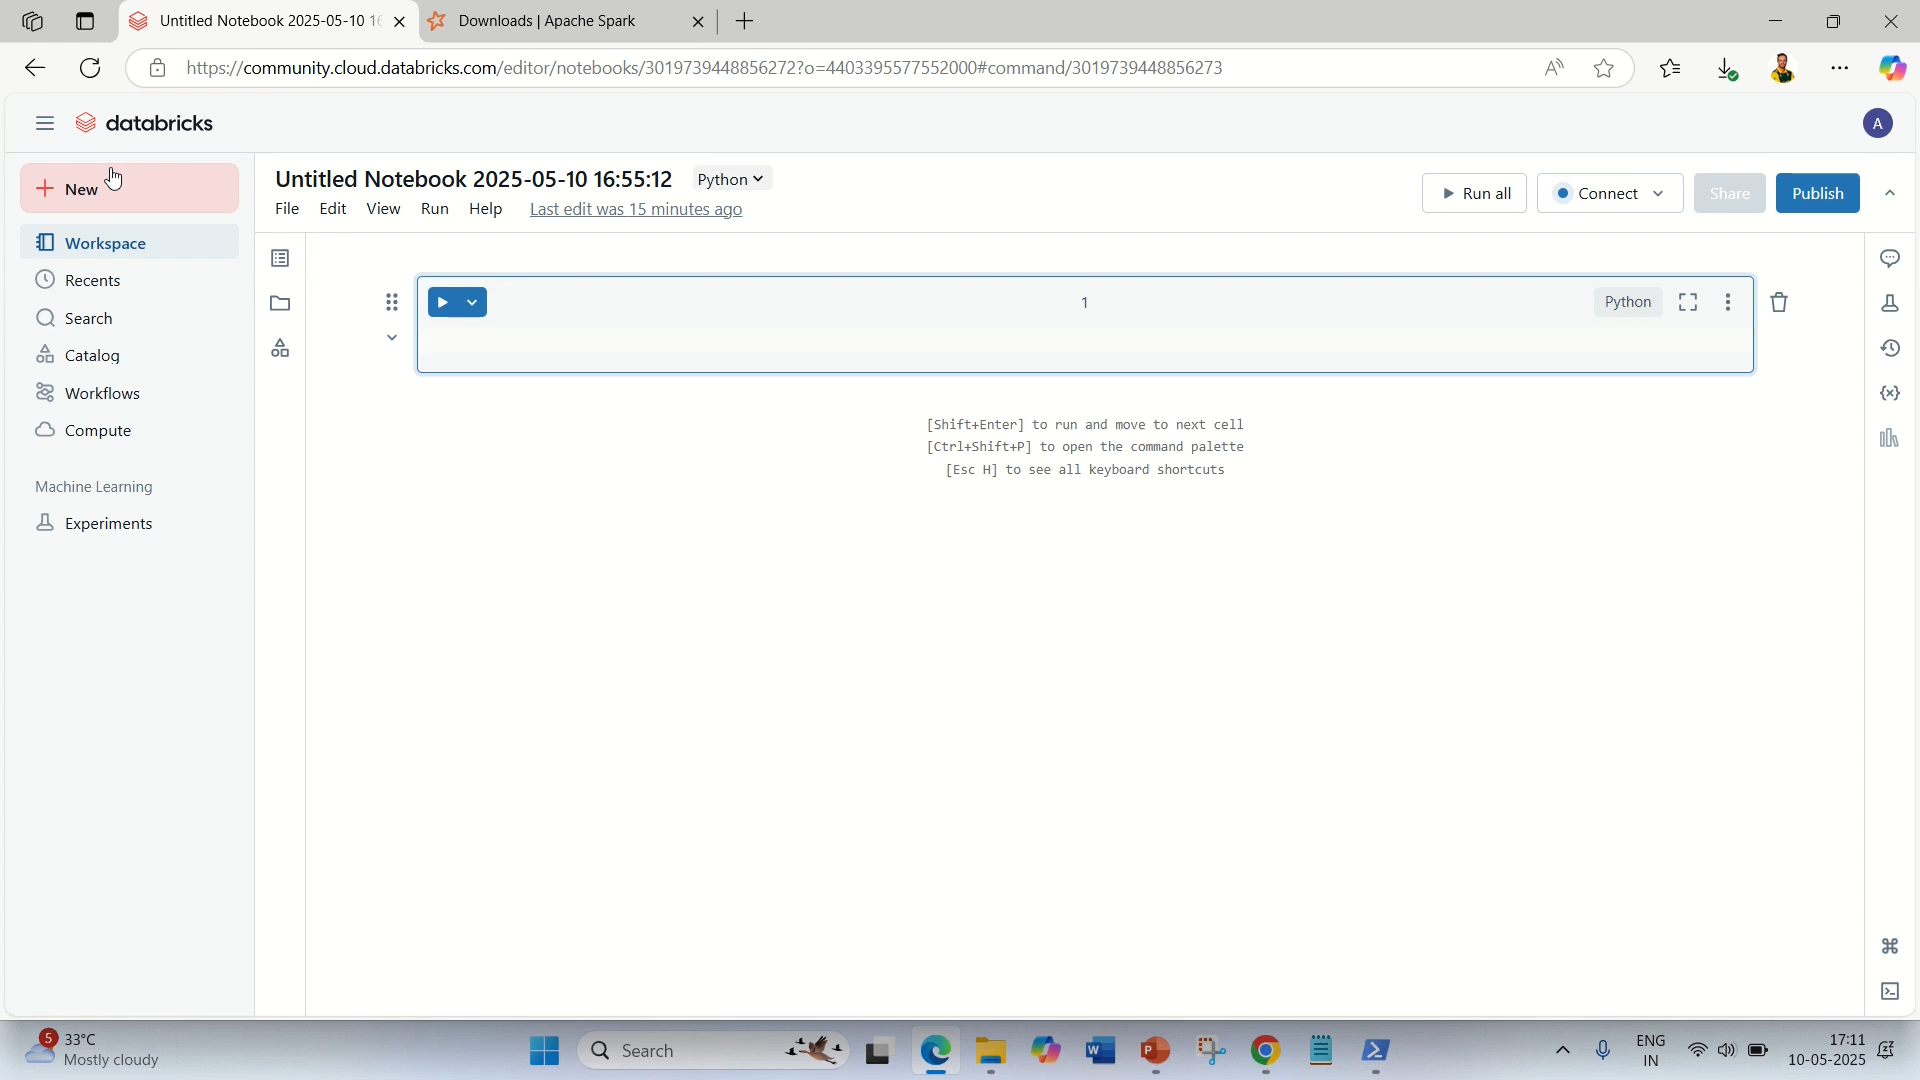 Untitled Notebook 2025-05-10 16
Downloads | Apache Spark
https://community.cloud.databricks.com/editor/notebooks/3019739448856272?o=4403395577552000#command/3019739448856273
databricks
A
New
Untitled Notebook 2025-05-10 16:55:12
Python
File Edit View Run Help Last edit was 15 minutes ago
Run all
Connect
Share
Publish
Workspace
Recents
Search
Catalog
Workflows
Compute
Machine Learning
Experiments
1
Python
[Shift+Enter] to run and move to next cell
[Ctrl+Shift+P] to open the command palette
[Esc H] to see all keyboard shortcuts
5
33°C
Mostly cloudy
Search
ENG
IN
17:11
10-05-2025